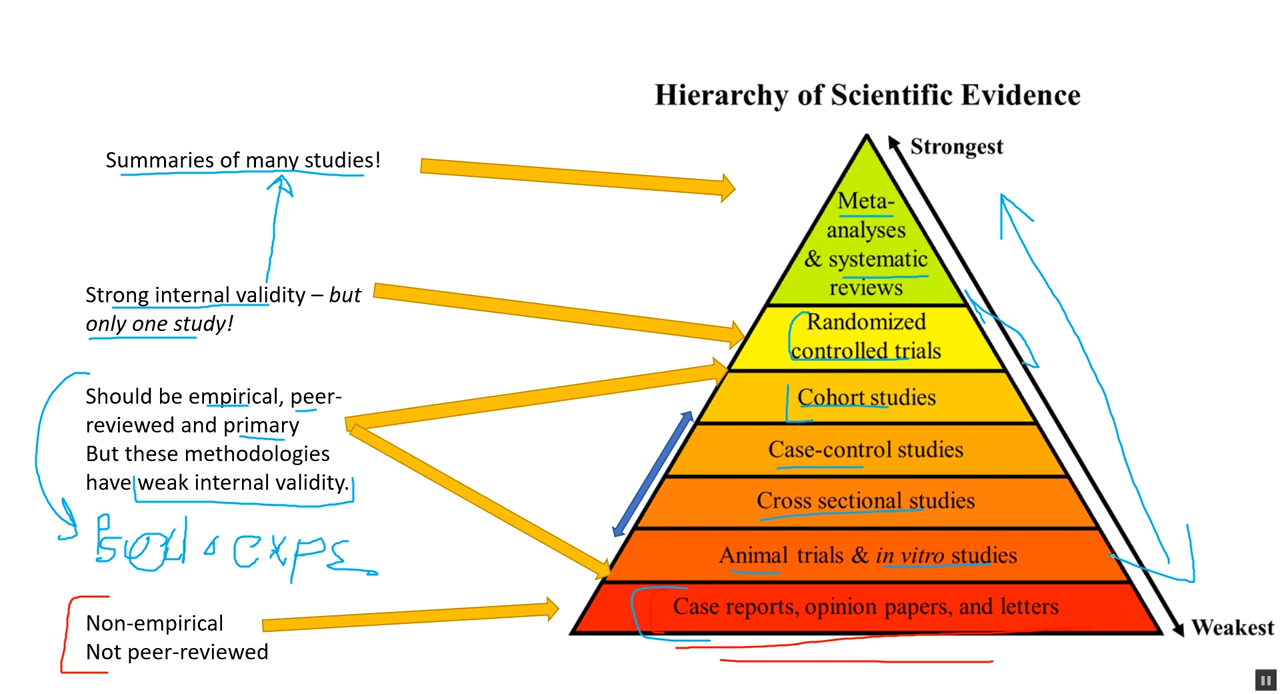 Hierarchy of Scientific Evidence
Summaries of many studies!
Strong internal validity – but
only one study!
Should be empirical, peer-
reviewed and primary
But these methodologies
have weak internal validity.
Non-empirical
Not peer-reviewed
Strongest
Meta-
analyses
& systematic
reviews
Randomized
controlled trials
Cohort studies
Case-control studies
Cross sectional studies
Animal trials & in vitro studies
Case reports, opinion papers, and letters
Weakest